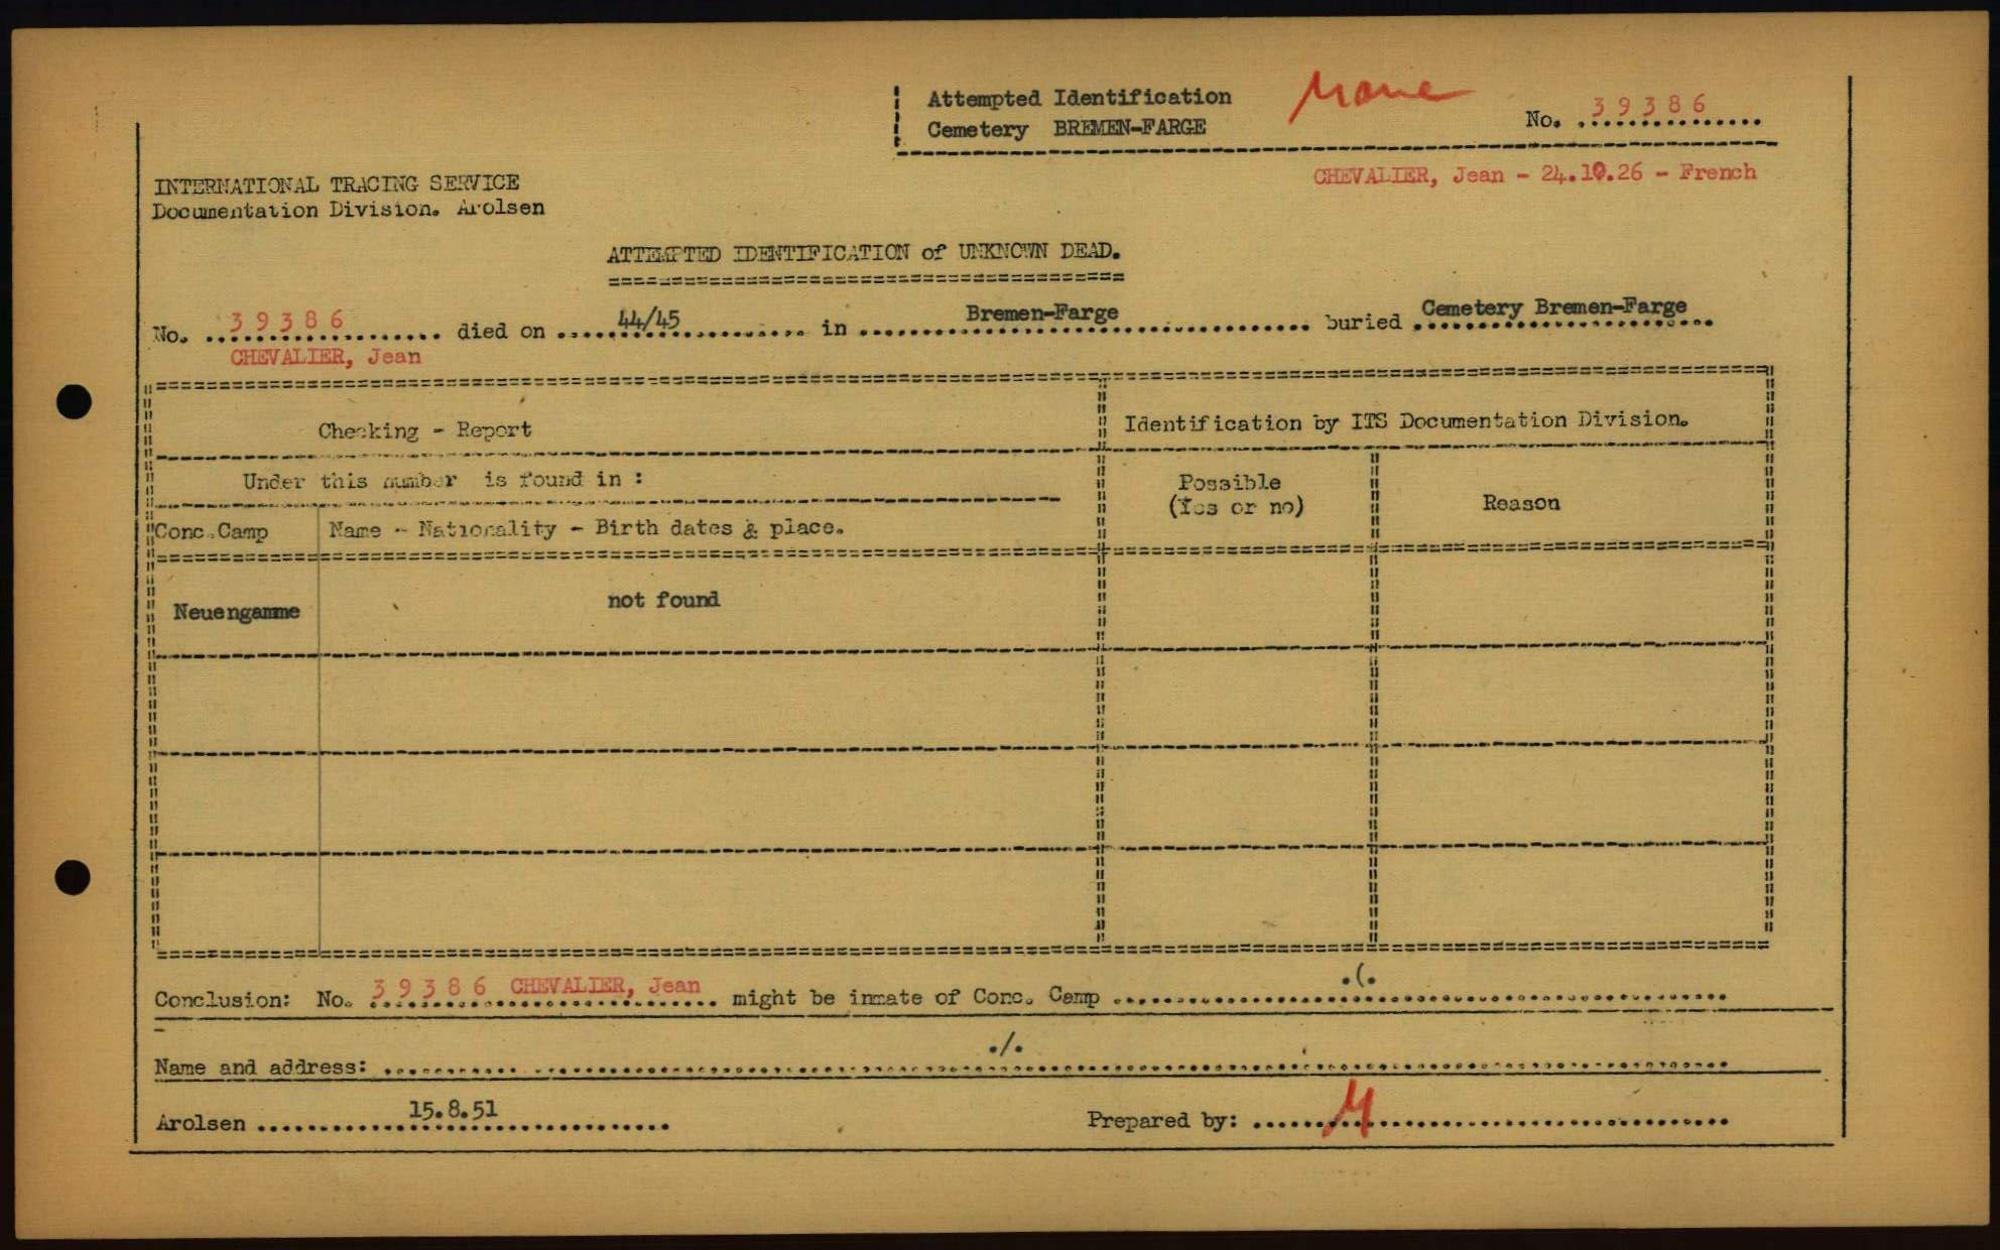 Attempted Identification
Cemetery BREMEN-FARGE
No. 39386
CHEVALIER, Jean - 24.10.26 - French
INTERNATIONAL TRACING SERVICE
Documentation Division. Arolsen
ATTEMPTED IDENTIFICATION of UNKNOWN DEAD.
No. 39386 died on 44/45 in Bremen-Farge buried Cemetery Bremen-Farge
CHEVALIER, Jean
Checking - Report
Identification by ITS Documentation Division.
Under this number is found in :
Possible
(Yes or no)
Reason
Conc.Camp
Name - Nationality - Birth dates & place.
Neuengamme
not found
Conclusion: No. 39386 CHEVALIER, Jean might be inmate of Conc. Camp .(.
Name and address: ./.
Arolsen 15.8.51
Prepared by: